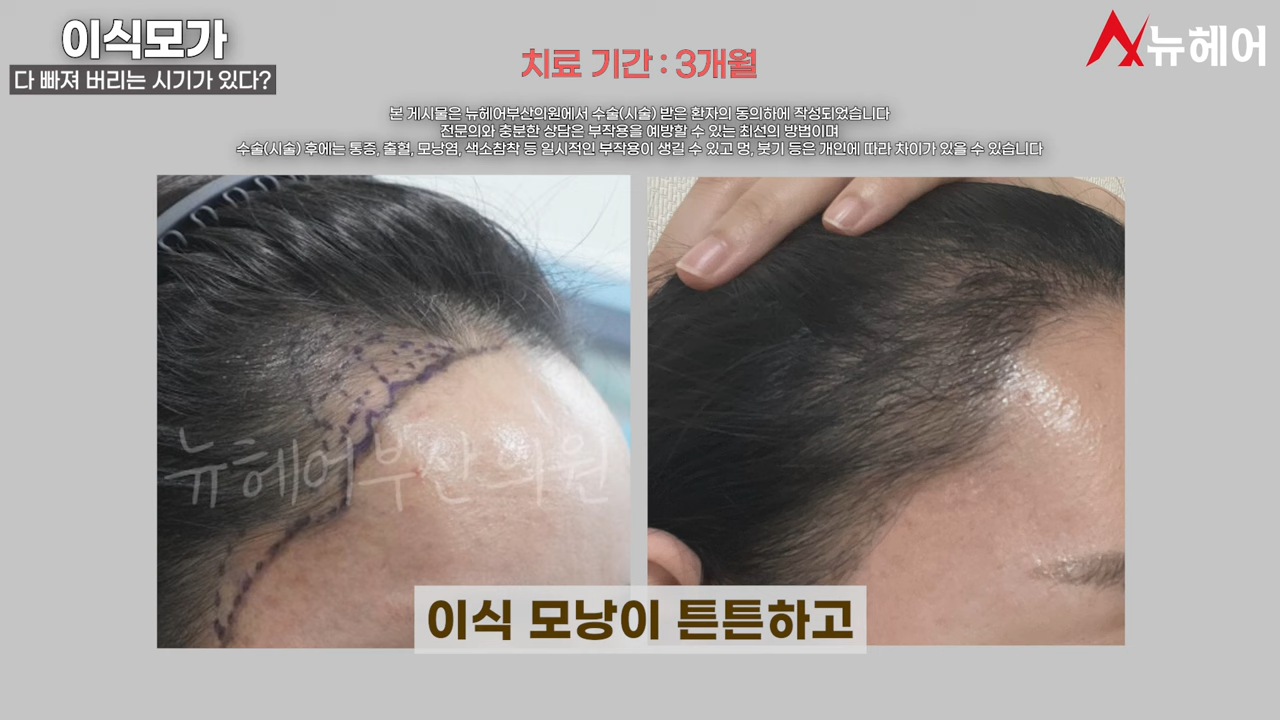 이식모가
다 빠져 버리는 시기가 있다?
치료 기간 : 3개월
뉴헤어
본 게시물은 뉴헤어부산의원에서 수술(시술) 받은 환자의 동의하에 작성되었습니다
전문의와 충분한 상담은 부작용을 예방할 수 있는 최선의 방법이며
수술(시술) 후에는 통증, 출혈, 모낭염, 색소침착 등 일시적인 부작용이 생길 수 있고 멍, 붓기 등은 개인에 따라 차이가 있을 수 있습니다
뉴헤어부산의원
이식 모낭이 튼튼하고